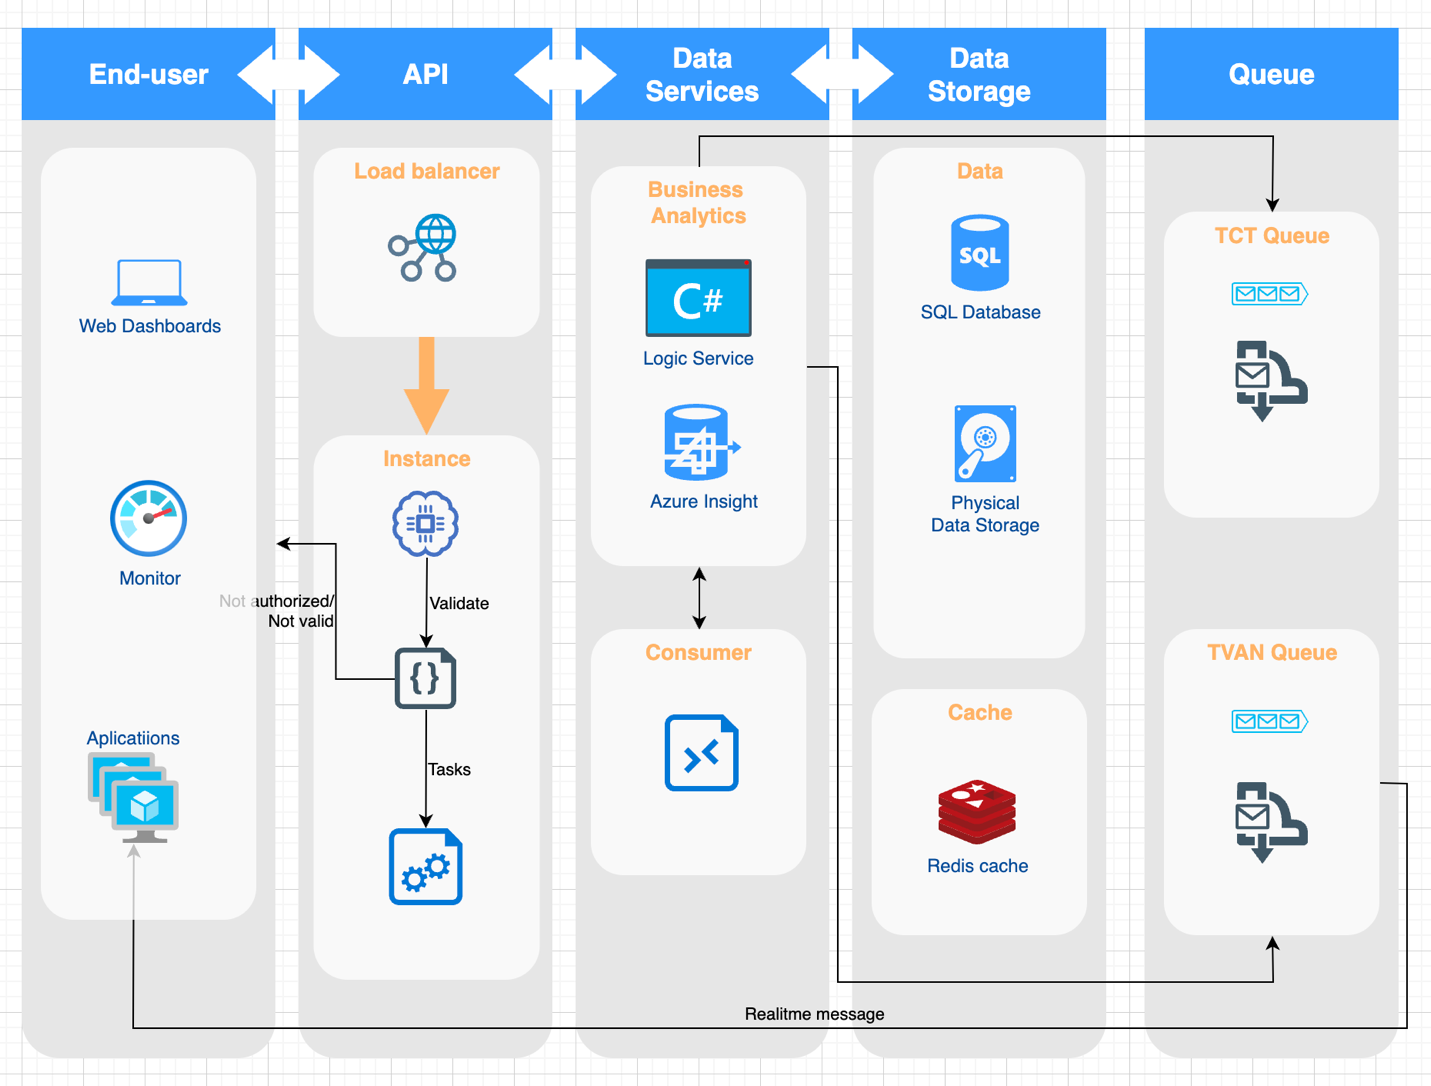 End-user
API
Data
Services
Data
Storage
Queue
Web Dashboards
Monitor
Aplicatiions
Load balancer
Instance
Validate
Not authorized/
Not valid
{}
Tasks
Business
Analytics
C#
Logic Service
Azure Insight
Consumer
Data
SQL
SQL Database
Physical
Data Storage
Cache
Redis cache
TCT Queue
TVAN Queue
Realitme message